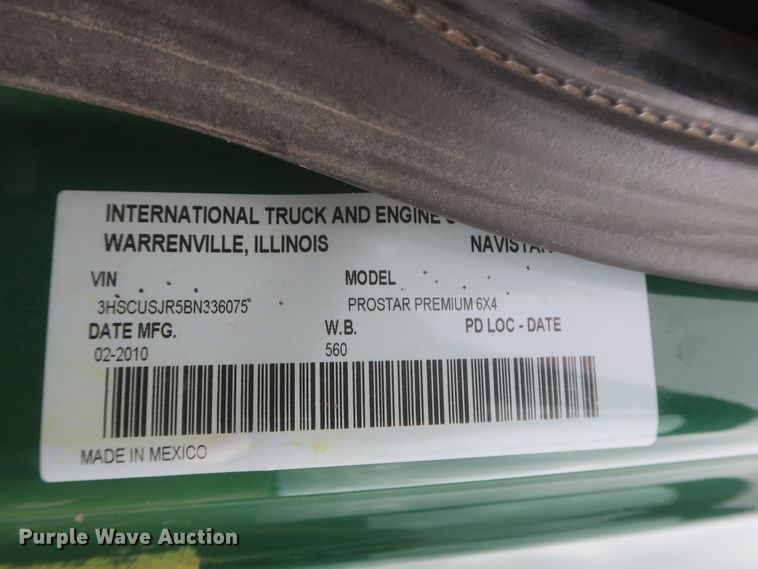 INTERNATIONAL TRUCK AND ENGINE
WARRENVILLE, ILLINOIS NAVISTAR
VIN MODEL
3HSCUSJR5BN336075 PROSTAR PREMIUM 6X4
DATE MFG. W.B. PD LOC - DATE
02-2010 560
MADE IN MEXICO
Purple Wave Auction